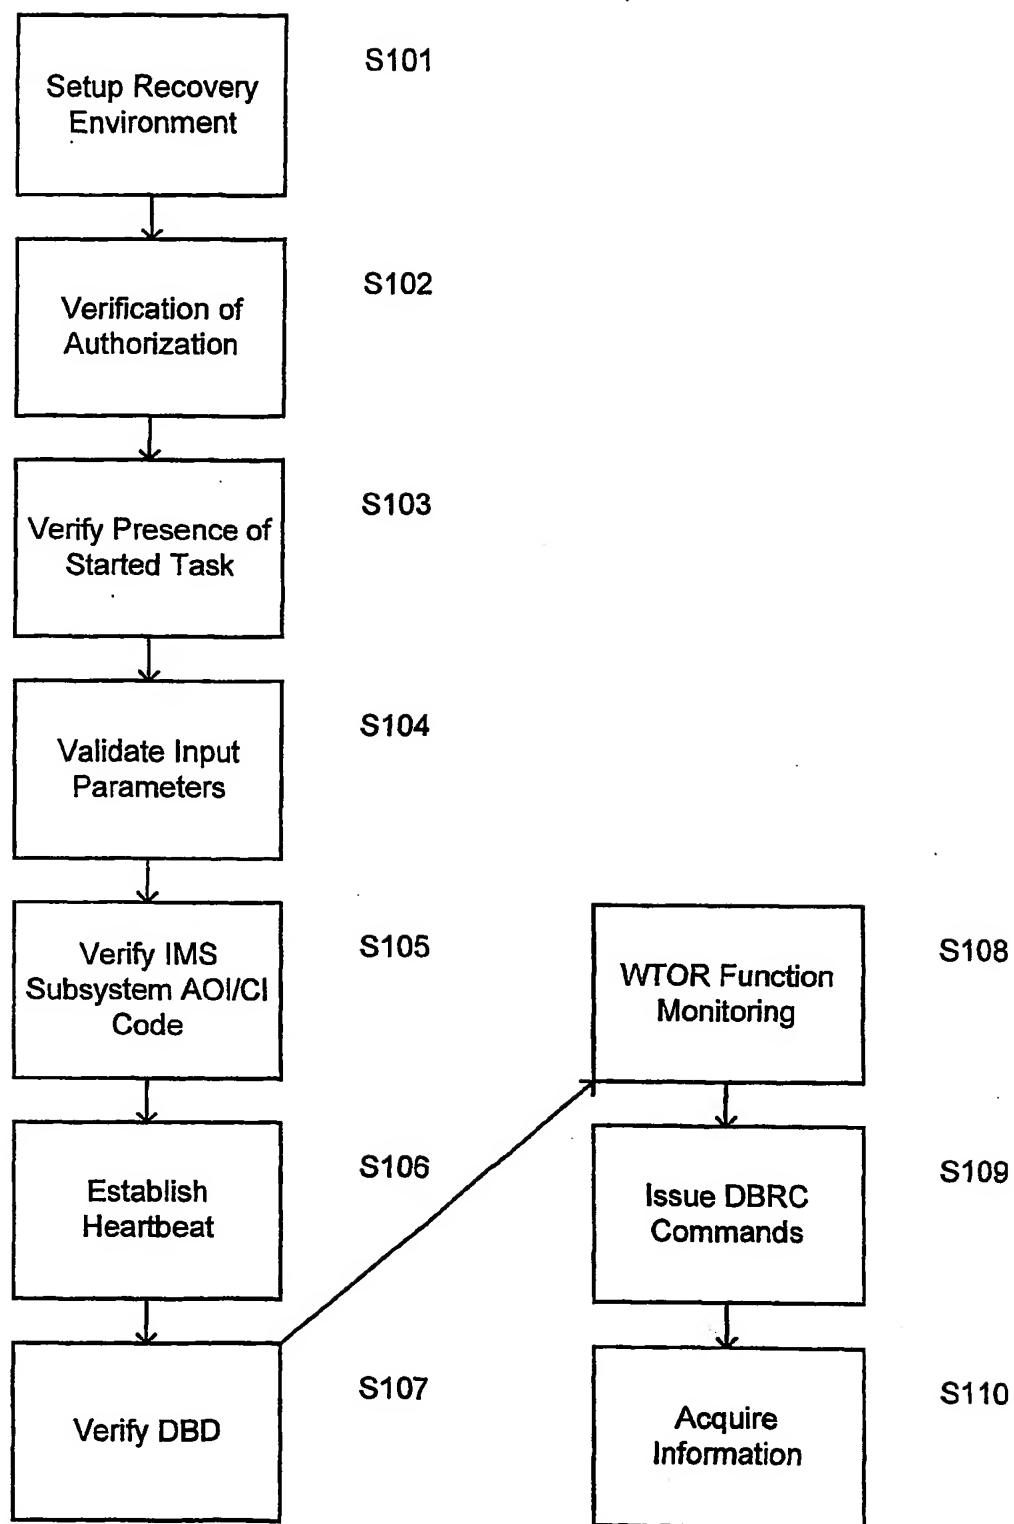 Setup Recovery
Environment
S101
Verification of
Authorization
S102
Verify Presence of
Started Task
S103
Validate Input
Parameters
S104
Verify IMS
Subsystem AOI/CI
Code
S105
Establish
Heartbeat
S106
Verify DBD
S107
WTOR Function
Monitoring
S108
Issue DBRC
Commands
S109
Acquire
Information
S110